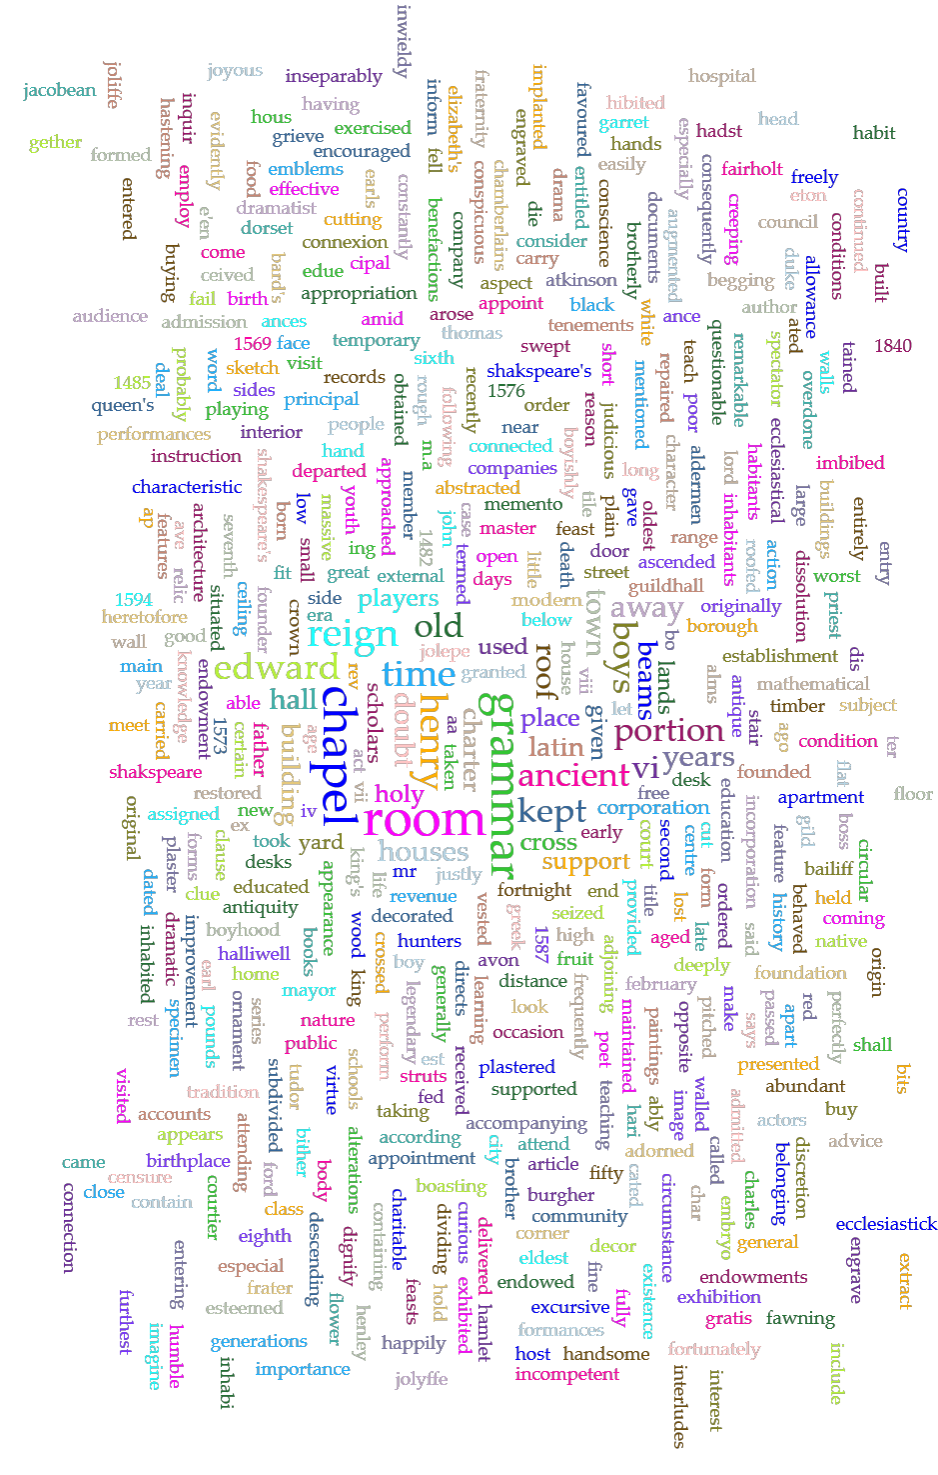 inwieldy
jacobean
joliffe
joyous
inseparably
hospital
inquir
hastening
evidently
having
hous
grieve
exercised
encouraged
inform
fell
elizabeth's
fraternity
conspicuous
chamberlains
engraved
implanted
favoured
entitled
drama
die
hibited
garret
hands
easily
especially
hadst
head
habit
gether
formed
entered
employ
food
emblems
effective
earls
dramatist
cutting
dorset
connexion
cipal
constantly
benefactions
company
consider
carry
conscience
brotherly
documents
augmented
consequently
creeping
fairholt
freely
eton
council
continued
conditions
country
built
allowance
duke
begging
author
e'en
come
ceived
buying
bard's
edue
appropriation
aspect
atkinson
appoint
black
white
ance
ated
tained
1840
audience
admission
fail
birth
ances
amid
arose
thomas
tenements
1569
face
temporary
sixth
swept
short
mentioned
repaired
teach
poor
questionable
remarkable
spectator
walls
overdone
1485
deal
probably
word
sketch
visit
records
sides
principal
queen's
playing
obtained
rough
following
recently
shakspeare's
1576
order
reason
judicious
near
performances
interior
people
hand
connected
boyishly
long
character
aldermen
lord
ecclesiastical
habitants
inhabitants
imbibed
instruction
departed
companies
characteristic
shakespeare's
approached
member
m.a
abstracted
memento
tile
plain
gave
oldest
large
buildings
entirely
entry
ap
features
ave
relic
architecture
seventh
born
low
small
massive
youth
ing
john
1482
case
termed
master
feast
range
roofed
action
dissolution
fit
great
external
open
days
little
death
door
street
ascended
guildhall
worst
priest
1594
heretofore
situated
ceiling
founder
crown
side
era
players
modern
below
town
away
originally
borough
wall
good
reign
old
jolepe
used
roof
house
boys
beams
bo
lands
establishment
dis
main
year
knowledge
endowment
edward
rev
time
granted
viii
let
alms
antique
mathematical
timber
subject
stair
able
hall
chapel
scholars
doubt
henry
aa
taken
charter
grammar
place
given
portion
meet
carried
1573
certain
father
building
age
act
vii
latin
ancient
vi
years
desk
founded
ago
condition
ter
shakspeare
restored
iv
holy
room
kept
free
corporation
education
incorporation
flat
apartment
floor
original
assigned
new
ex
took
yard
houses
cross
early
support
court
second
centre
cut
form
feature
gild
boss
circular
bailiff
plaster
forms
clause
clue
desks
educated
antiquity
appearance
king's
life
mr
justly
revenue
decorated
fortnight
end
provided
title
lost
ordered
late
history
behaved
held
coming
dated
dramatic
improvement
boyhood
halliwell
home
books
wood
king
crossed
boy
hunters
vested
greek
seized
1587
high
fruit
adjoining
aged
deeply
said
native
origin
inhabited
earl
mayor
legendary
generally
directs
learning
avon
distance
look
frequently
february
foundation
specimen
pounds
ornament
series
rest
nature
public
perform
est
struts
fed
received
occasion
plastered
supported
poet
maintained
paintings
opposite
pitched
make
says
passed
apart
red
perfectly
shall
visited
tradition
subdivided
tudor
virtue
schools
taking
accompanying
teaching
hari
ably
image
walled
admitted
presented
abundant
bits
accounts
appears
attending
bither
alterations
according
appointment
city
attend
article
adorned
called
actors
buy
advice
came
birthplace
censure
close
contain
connection
courtier
ford
class
body
boasting
brother
burgher
fifty
cated
community
circumstance
char
embryo
charles
belonging
discretion
ecclesiastick
eighth
descending
dignify
containing
charitable
dividing
curious
delivered
corner
eldest
decor
general
engrave
extract
entering
especial
frater
esteemed
flower
henley
feasts
hold
exhibited
hamlet
endowed
fine
existence
endowments
exhibition
excursive
fully
gratis
fawning
furthest
imagine
humble
generations
happily
formances
fortunately
include
inhabi
importance
jolyffe
host
handsome
incompetent
interludes
interest